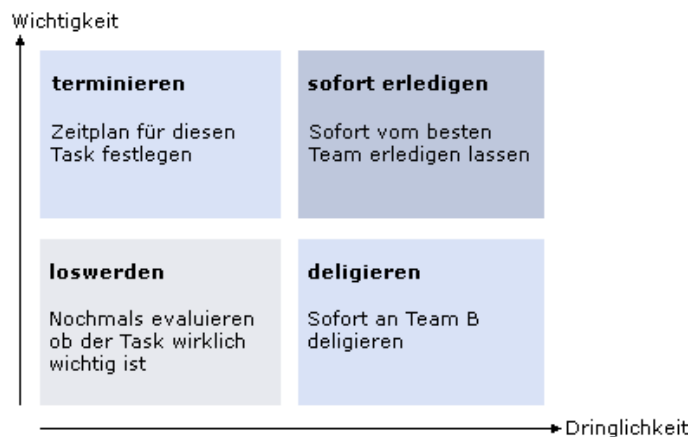 Wichtigkeit
terminieren
Zeitplan für diesen
Task festlegen
sofort erledigen
Sofort vom besten
Team erledigen lassen
loswerden
Nochmals evaluieren
ob der Task wirklich
wichtig ist
deligieren
Sofort an Team B
deligieren
Dringlichkeit